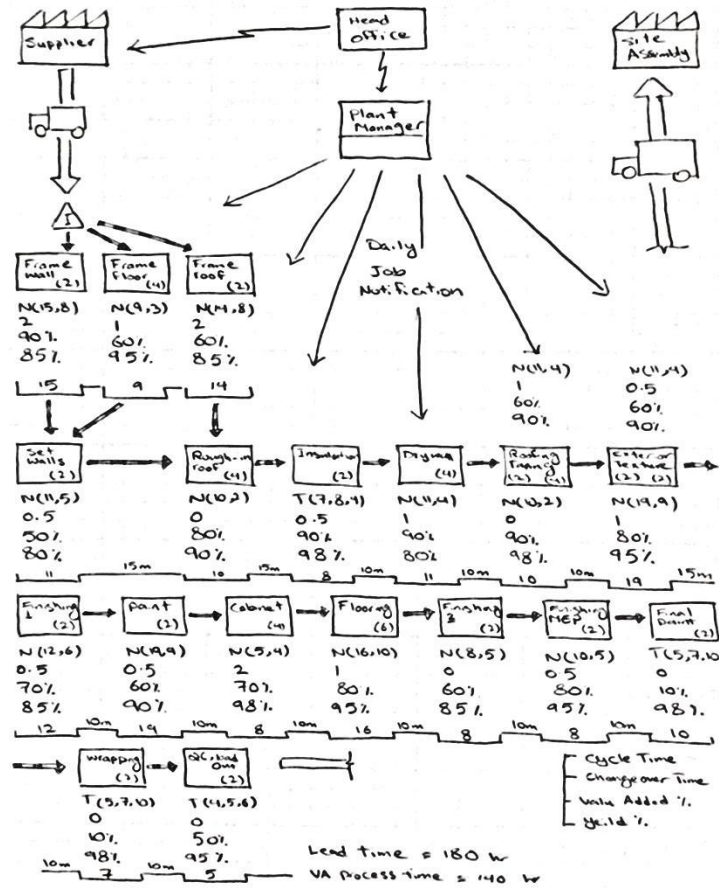 Supplier
Head
Office
Site
Assembly
Plant
Manager
I
Daily
Job
Notification
Frame
Wall (2)
Frame
Floor (4)
Frame
roof (2)
N(15,8)
2
90%
85%
N(9,3)
1
60%
95%
N(14,8)
2
60%
85%
15
9
14
N(11,4)
1
60%
90%
N(11,4)
0.5
60%
90%
Set
Walls (2)
Rough-in
roof (4)
Insulation
(2)
Drywall
(4)
Roofing
Framing
(2) (4)
Exterior
Texture
(2) (2)
N(11,5)
0.5
50%
80%
N(10,2)
0
80%
90%
T(7,8,9)
0.5
90%
98%
N(11,4)
1
90%
80%
N(10,2)
0
90%
98%
N(19,9)
1
80%
95%
11 15m 10 15m 8 10m 11 10m 10 10m 19 15m
Finishing
1 (2)
Paint
(2)
Cabinet
(4)
Flooring
(6)
Finishing
3 (2)
Finishing
MEP (2)
Final
Paint (2)
N(12,6)
0.5
70%
85%
N(19,9)
0.5
60%
90%
N(5,4)
2
70%
98%
N(16,10)
1
80%
95%
N(8,5)
0
60%
85%
N(10,5)
0.5
80%
95%
T(5,7,10)
0
10%
98%
12 10m 19 10m 8 10m 16 10m 8 10m 8 10m 10
Wrapping
(2)
QC, load
Out (2)
T(5,7,10)
0
10%
98%
T(4,5,6)
0
50%
95%
10m 7 10m 5
Cycle Time
Changeover Time
Value Added %
Yeild %
Lead time = 180 hr
VA Process time = 140 hr